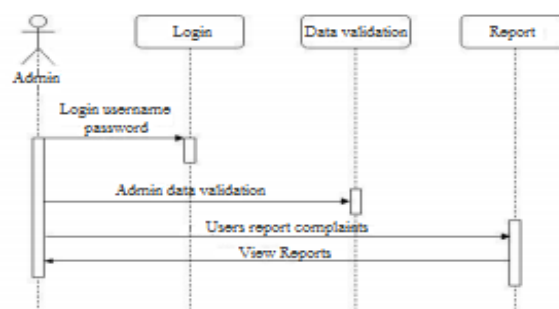 Login
Data validation
Report
Admin
Login username
password
Admin data validation
Users report complaints
View Reports